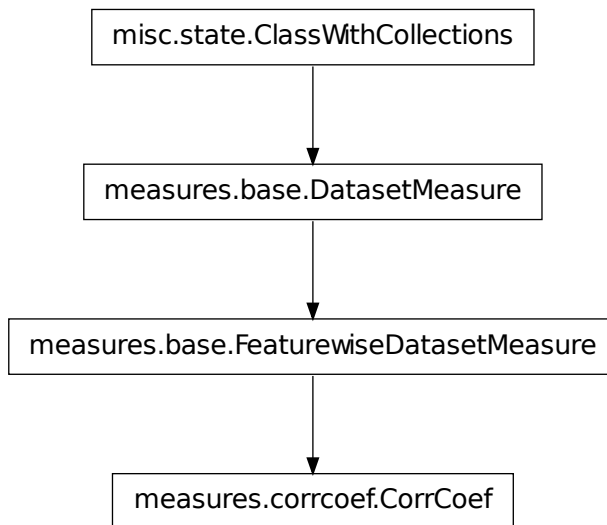 misc.state.ClassWithCollections
measures.base.DatasetMeasure
measures.base.FeaturewiseDatasetMeasure
measures.corrcoef.CorrCoef